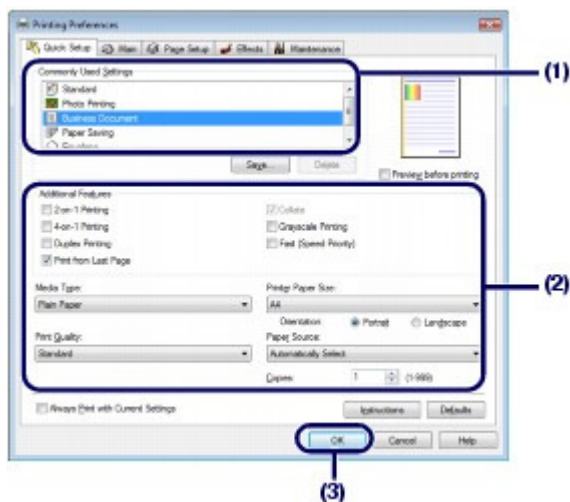 Printing Preferences
Quick Setup Main Page Setup Effects Maintenance
Commonly Used Settings
(1)
Standard
Photo Printing
Business Document
Paper Saving
Envelope
Save... Delete
Preview before printing
Additional Features
2-on-1 Printing Collate
4-on-1 Printing Grayscale Printing
Duplex Printing Fast (Speed Priority)
Print from Last Page
(2)
Media Type: Printer Paper Size:
Plain Paper A4
Orientation: Portrait Landscape
Print Quality: Paper Source:
Standard Automatically Select
Copies: 1 (1-999)
Always Print with Current Settings Instructions Defaults
OK Cancel Help
(3)